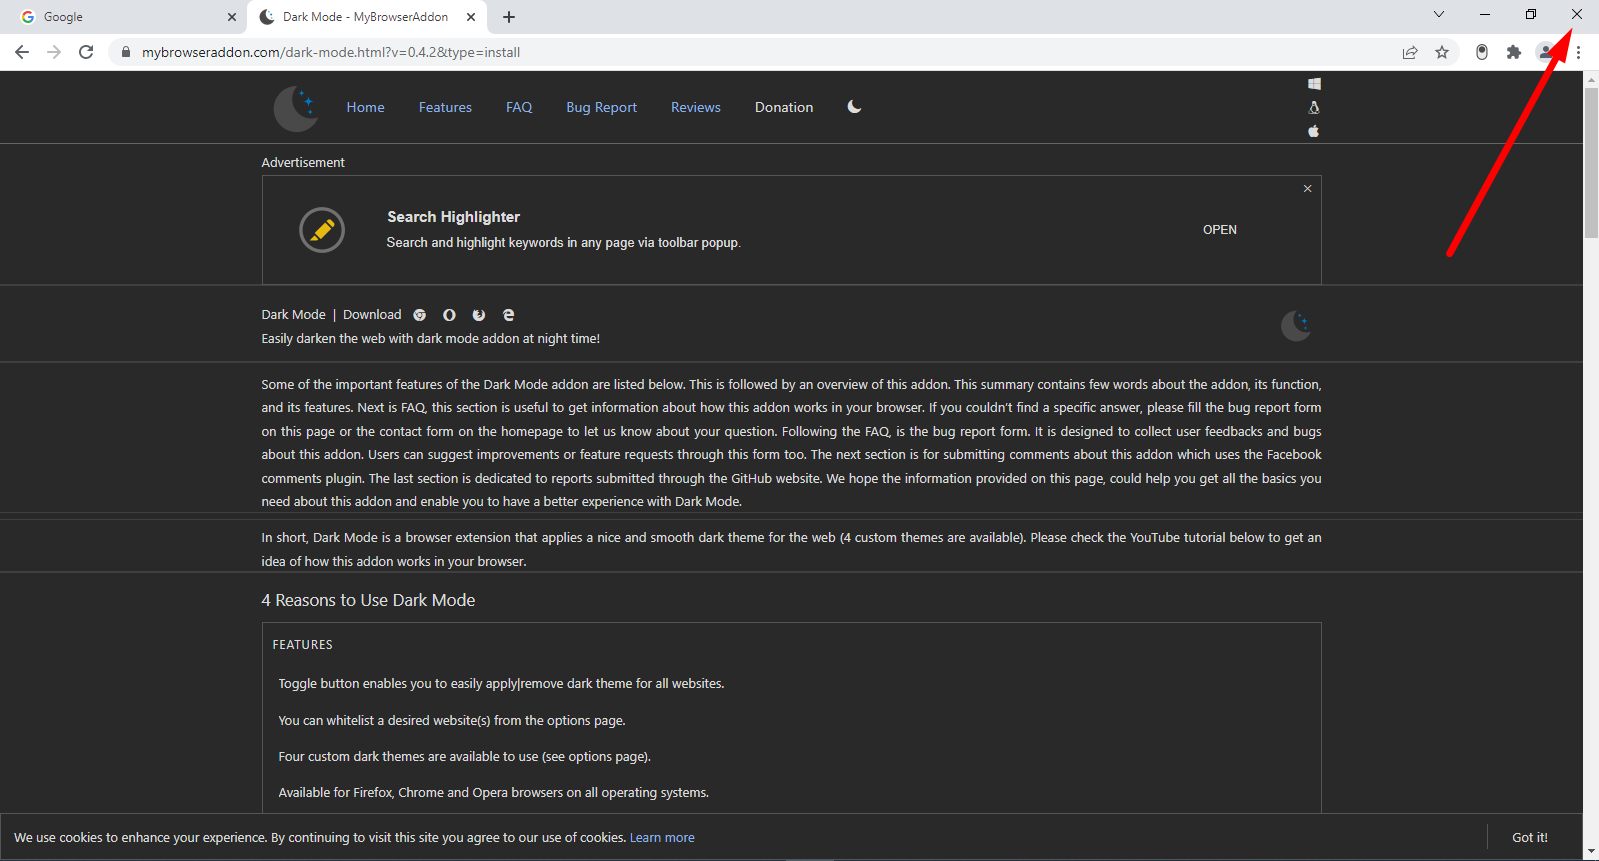 Google
Dark Mode - MyBrowserAddon
mybrowseraddon.com/dark-mode.html?v=0.4.2&type=install
Home
Features
FAQ
Bug Report
Reviews
Donation
Advertisement
Search Highlighter
Search and highlight keywords in any page via toolbar popup.
OPEN
Dark Mode | Download
Easily darken the web with dark mode addon at night time!
Some of the important features of the Dark Mode addon are listed below. This is followed by an overview of this addon. This summary contains few words about the addon, its function,
and its features. Next is FAQ, this section is useful to get information about how this addon works in your browser. If you couldn't find a specific answer, please fill the bug report form
on this page or the contact form on the homepage to let us know about your question. Following the FAQ, is the bug report form. It is designed to collect user feedbacks and bugs
about this addon. Users can suggest improvements or feature requests through this form too. The next section is for submitting comments about this addon which uses the Facebook
comments plugin. The last section is dedicated to reports submitted through the GitHub website. We hope the information provided on this page, could help you get all the basics you
need about this addon and enable you to have a better experience with Dark Mode.
In short, Dark Mode is a browser extension that applies a nice and smooth dark theme for the web (4 custom themes are available). Please check the YouTube tutorial below to get an
idea of how this addon works in your browser.
4 Reasons to Use Dark Mode
FEATURES
Toggle button enables you to easily apply|remove dark theme for all websites.
You can whitelist a desired website(s) from the options page.
Four custom dark themes are available to use (see options page).
Available for Firefox, Chrome and Opera browsers on all operating systems.
We use cookies to enhance your experience. By continuing to visit this site you agree to our use of cookies. Learn more
Got it!